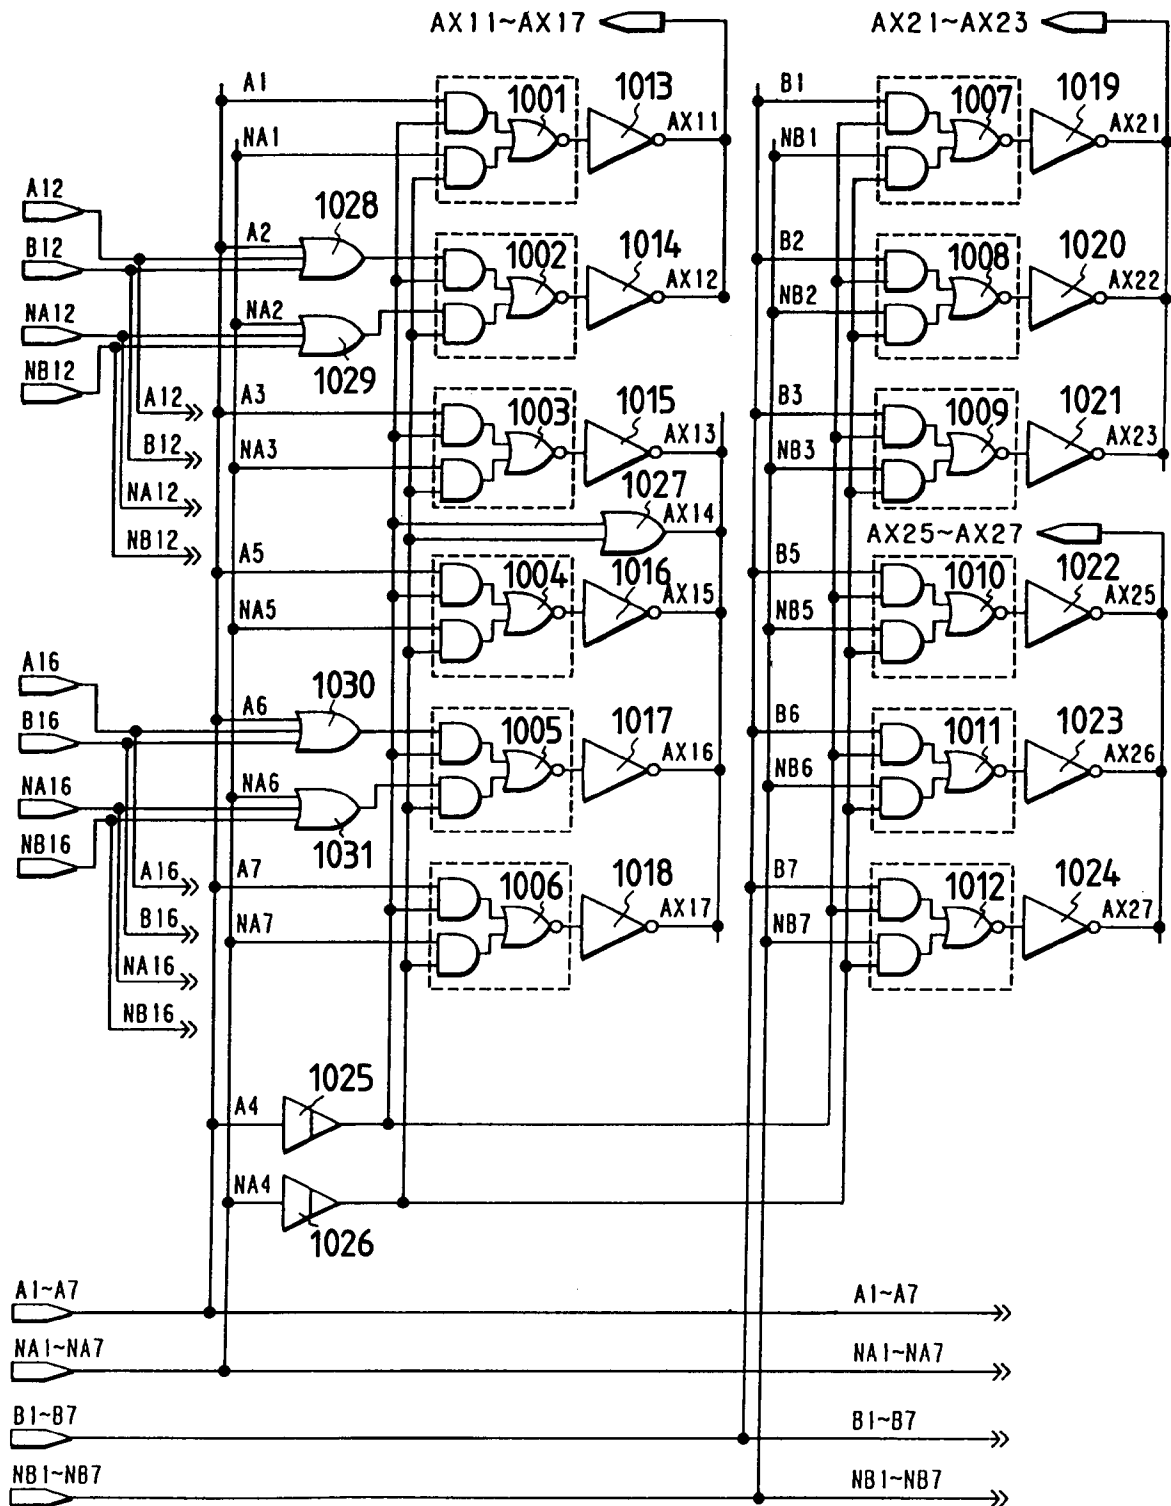 AX11~AX17 AX21~AX23
A1 1001 1013 AX11 B1 1007 1019 AX21
NA1 NB1
A12 1028
A2 1002 1014 AX12 B2 1008 1020 AX22
B12
NA12 NA2 NB2
NB12 1029
A12 A3 1003 1015 AX13 B3 1009 1021 AX23
B12 NA3 NB3
NA12 1027 AX14
NB12 AX25~AX27
A5 1004 1016 AX15 B5 1010 1022 AX25
NA5 NB5
A16 1030
B16 A6 1005 1017 AX16 B6 1011 1023 AX26
NA16 NA6 NB6
NB16 1031
A16 A7 1006 1018 AX17 B7 1012 1024 AX27
B16 NA7 NB7
NA16
NB16
1025
A4
NA4
1026
A1~A7 A1~A7
NA1~NA7 NA1~NA7
B1~B7 B1~B7
NB1~NB7 NB1~NB7